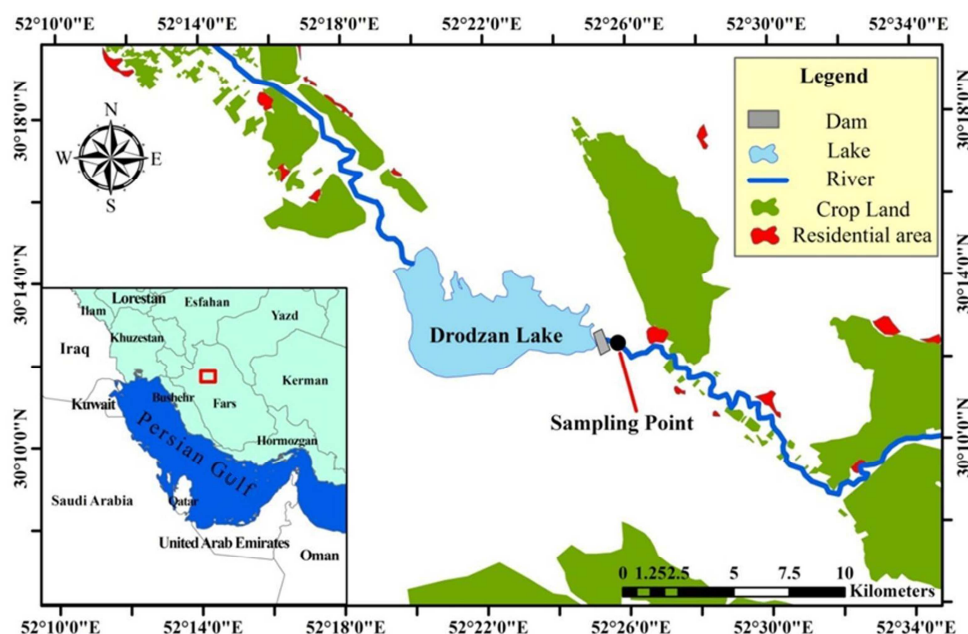 52°10'0"E 52°14'0"E 52°18'0"E 52°22'0"E 52°26'0"E 52°30'0"E 52°34'0"E
30°18'0"N
30°14'0"N
30°10'0"N
N
W E
S
Legend
Dam
Lake
River
Crop Land
Residential area
30°18'0"N
30°14'0"N
30°10'0"N
Drodzan Lake
Sampling Point
Lorestan
Esfahan
Ilam
Yazd
Khuzestan
Iraq
Kerman
Kuwait
Bushehr
Fars
Hormozgan
Persian Gulf
Saudi Arabia
Qatar
United Arab Emirates
Oman
0 1.25 2.5 5 7.5 10
Kilometers
52°10'0"E 52°14'0"E 52°18'0"E 52°22'0"E 52°26'0"E 52°30'0"E 52°34'0"E